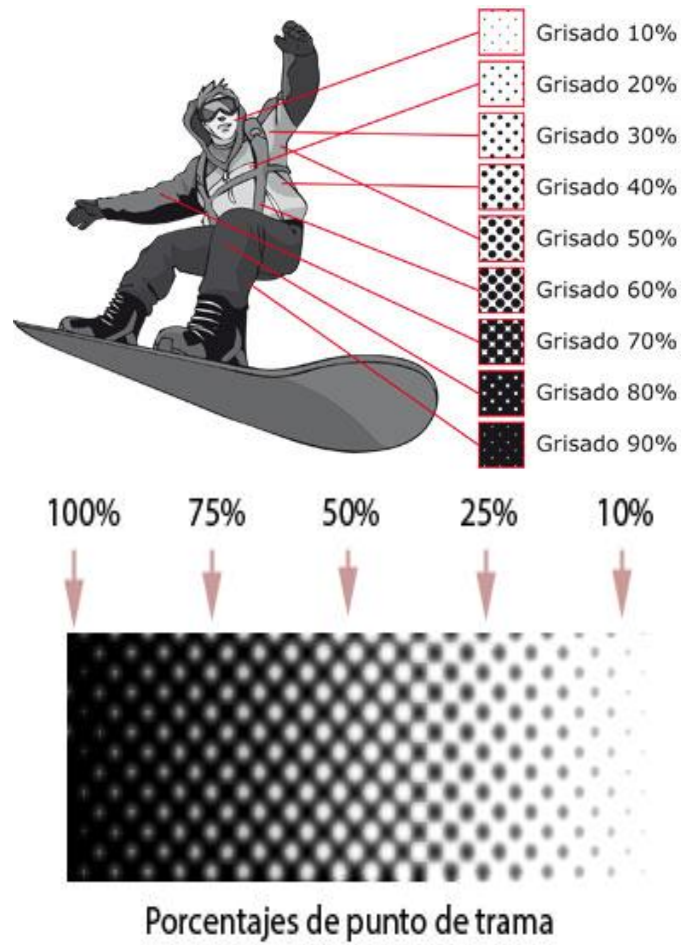 Grisado 10%
Grisado 20%
Grisado 30%
Grisado 40%
Grisado 50%
Grisado 60%
Grisado 70%
Grisado 80%
Grisado 90%
100% 75% 50% 25% 10%
Porcentajes de punto de trama